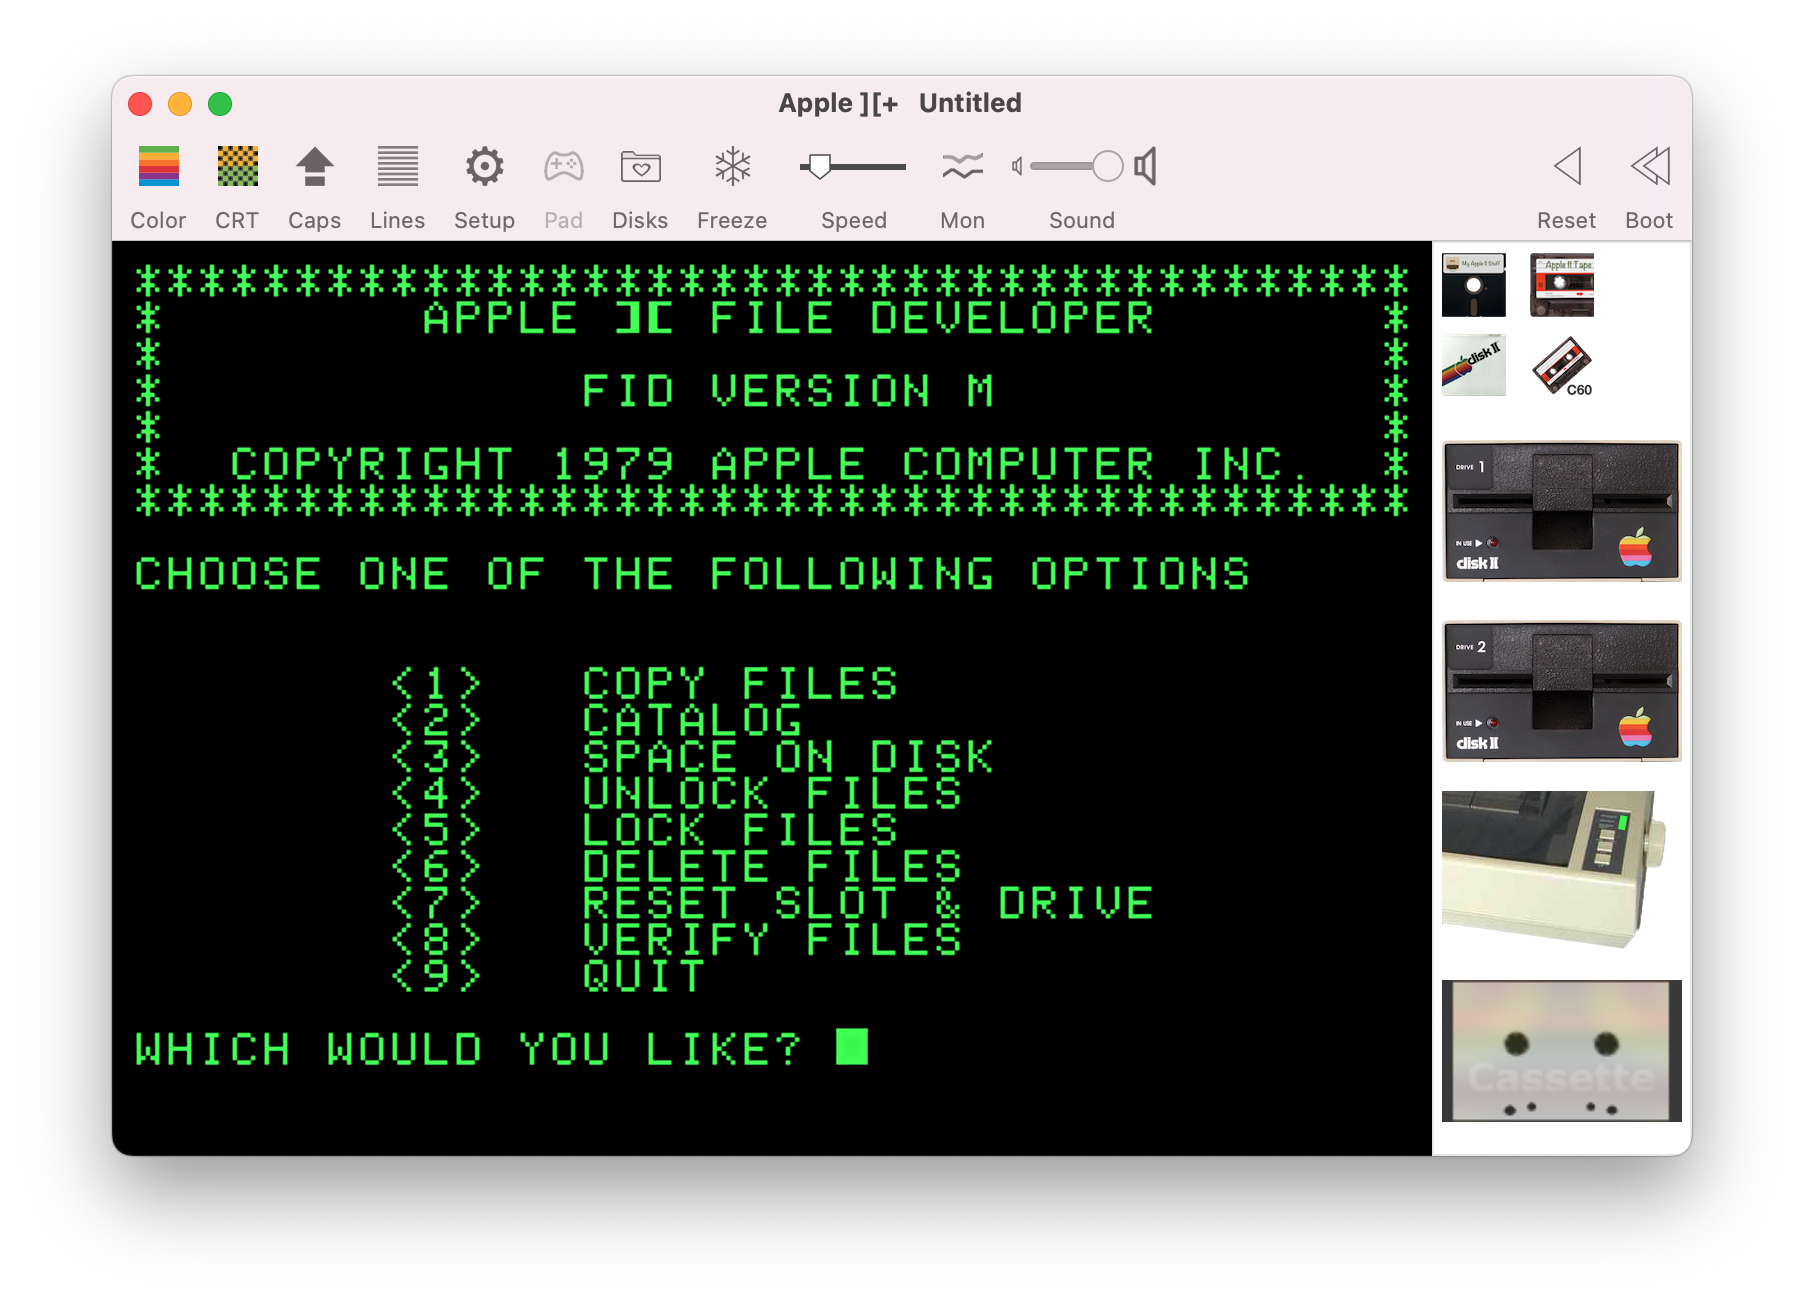 Apple ][+ Untitled
Color CRT Caps Lines Setup Pad Disks Freeze Speed Mon Sound Reset Boot
****************************************
* APPLE ][ FILE DEVELOPER *
* *
* FID VERSION M *
* *
* COPYRIGHT 1979 APPLE COMPUTER INC. *
****************************************
CHOOSE ONE OF THE FOLLOWING OPTIONS
<1> COPY FILES
<2> CATALOG
<3> SPACE ON DISK
<4> UNLOCK FILES
<5> LOCK FILES
<6> DELETE FILES
<7> RESET SLOT & DRIVE
<8> VERIFY FILES
<9> QUIT
WHICH WOULD YOU LIKE?
My Apple II Stuff
Apple II Tape
disk ][
C60
DRIVE 1
IN USE ▶
disk ][
DRIVE 2
IN USE ▶
disk ][
Cassette